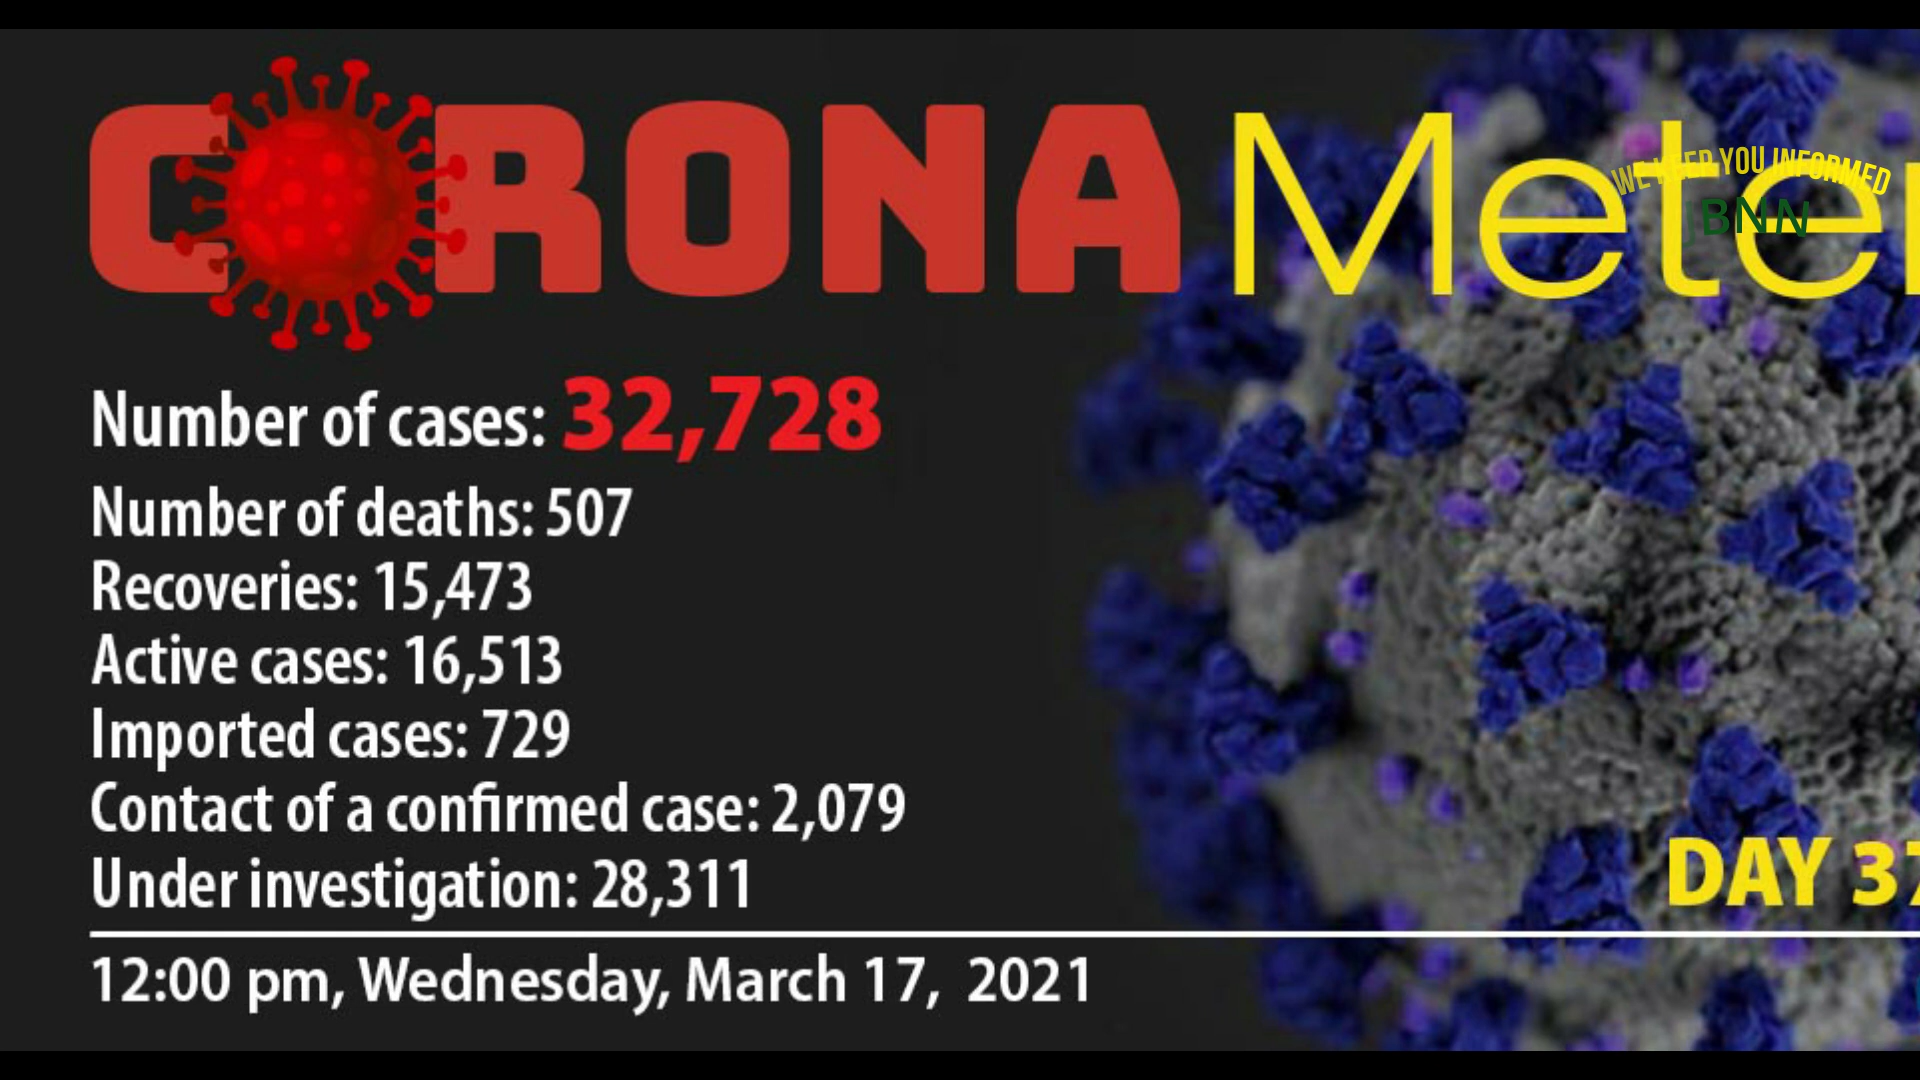 CORONA Meter
WE KEEP YOU INFORMED
BNN
Number of cases: 32,728
Number of deaths: 507
Recoveries: 15,473
Active cases: 16,513
Imported cases: 729
Contact of a confirmed case: 2,079
Under investigation: 28,311
DAY 37
12:00 pm, Wednesday, March 17, 2021